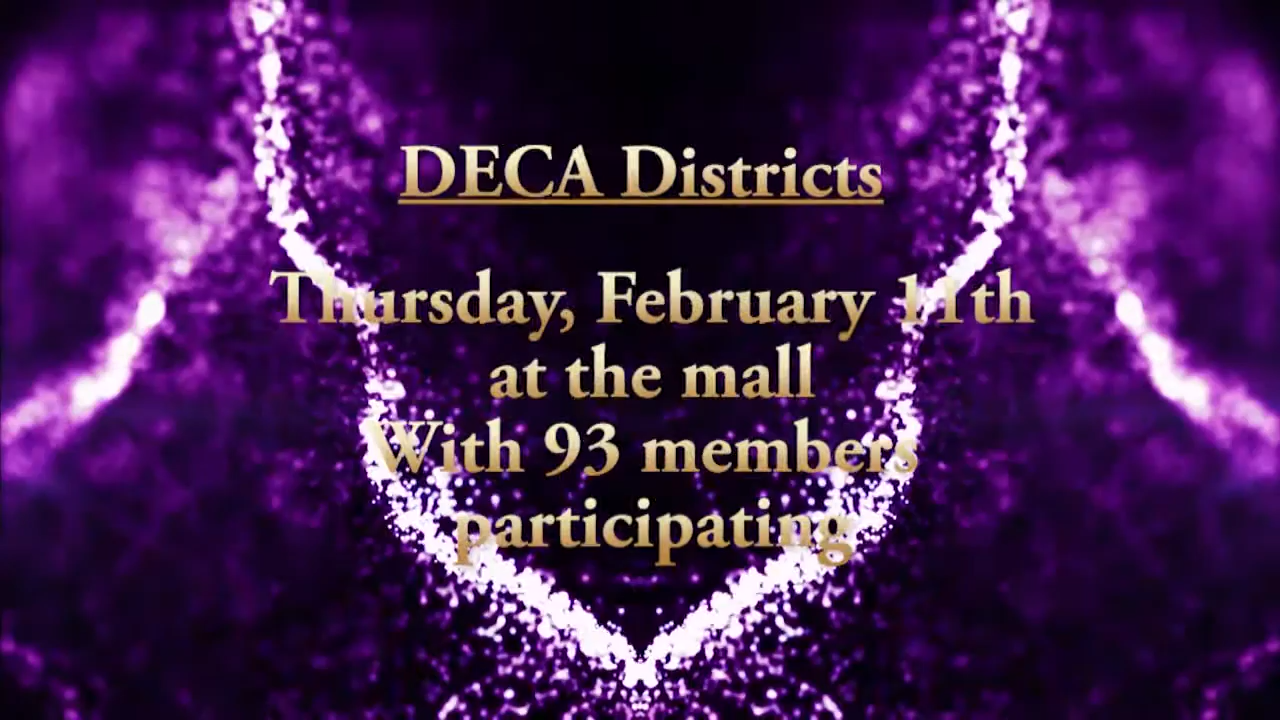 DECA Districts
Thursday, February 11th
at the mall
With 93 members
participating